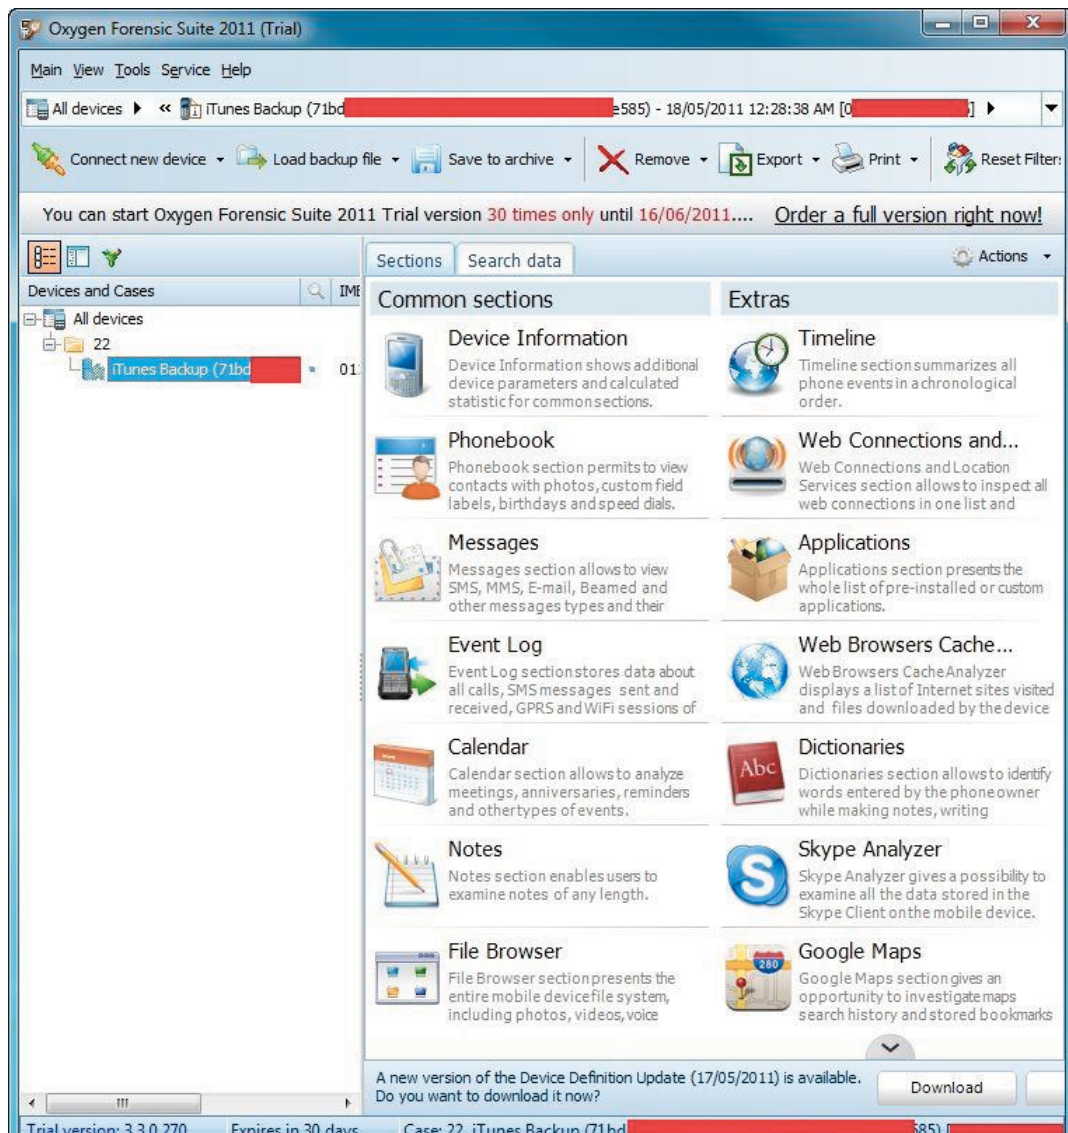 Oxygen Forensic Suite 2011 (Trial)
Main View Tools Service Help
All devices « iTunes Backup (71bd e585) - 18/05/2011 12:28:38 AM [0 ]
Connect new device Load backup file Save to archive Remove Export Print Reset Filter
You can start Oxygen Forensic Suite 2011 Trial version 30 times only until 16/06/2011.... Order a full version right now!
Sections Search data Actions
Devices and Cases IME
All devices
22
iTunes Backup (71bd 01
Common sections
Device Information
Device Information shows additional
device parameters and calculated
statistic for common sections.
Phonebook
Phonebook section permits to view
contacts with photos, custom field
labels, birthdays and speed dials.
Messages
Messages section allows to view
SMS, MMS, E-mail, Beamed and
other messages types and their
Event Log
Event Log section stores data about
all calls, SMS messages sent and
received, GPRS and WiFi sessions of
Calendar
Calendar section allows to analyze
meetings, anniversaries, reminders
and other types of events.
Notes
Notes section enables users to
examine notes of any length.
File Browser
File Browser section presents the
entire mobile device file system,
including photos, videos, voice
Extras
Timeline
Timeline section summarizes all
phone events in a chronological
order.
Web Connections and...
Web Connections and Location
Services section allows to inspect all
web connections in one list and
Applications
Applications section presents the
whole list of pre-installed or custom
applications.
Web Browsers Cache...
Web Browsers Cache Analyzer
displays a list of Internet sites visited
and files downloaded by the device
Abc
Dictionaries
Dictionaries section allows to identify
words entered by the phone owner
while making notes, writing
Skype Analyzer
Skype Analyzer gives a possibility to
examine all the data stored in the
Skype Client on the mobile device.
280
Google Maps
Google Maps section gives an
opportunity to investigate maps
search history and stored bookmarks
A new version of the Device Definition Update (17/05/2011) is available.
Do you want to download it now?
Download
Trial version: 3.3.0.270 Expires in 30 days Case: 22, iTunes Backup (71bd 585) [